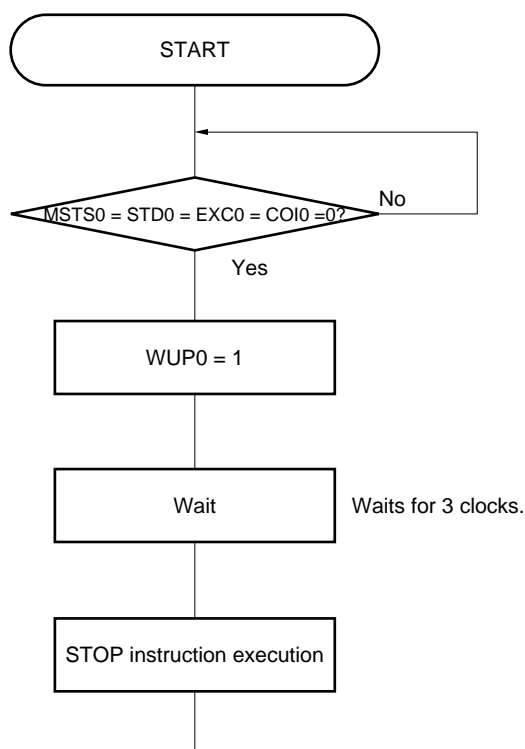 START
MSTS0 = STD0 = EXC0 = COI0 =0?
No
Yes
WUP0 = 1
Wait
Waits for 3 clocks.
STOP instruction execution